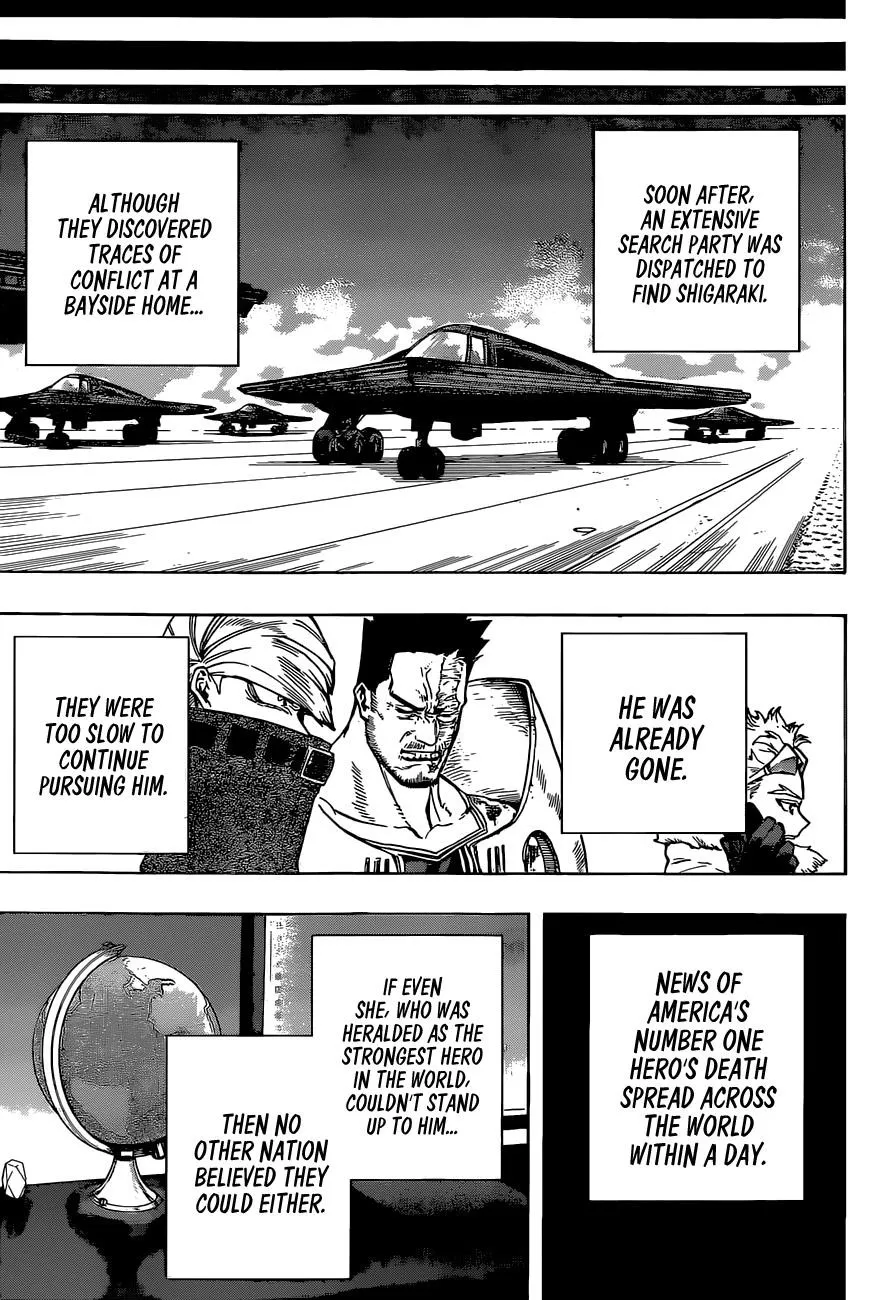 SOON AFTER,
AN EXTENSIVE
SEARCH PARTY WAS
DISPATCHED TO
FIND SHIGARAKI.
ALTHOUGH
THEY DISCOVERED
TRACES OF
CONFLICT AT A
BAYSIDE HOME...
HE WAS
ALREADY
GONE.
THEY WERE
TOO SLOW TO
CONTINUE
PURSUING HIM.
NEWS OF
AMERICA'S
NUMBER ONE
HERO'S DEATH
SPREAD ACROSS
THE WORLD
WITHIN A DAY.
IF EVEN
SHE, WHO WAS
HERALDED AS THE
STRONGEST HERO
IN THE WORLD,
COULDN'T STAND
UP TO HIM...
THEN NO
OTHER NATION
BELIEVED THEY
COULD EITHER.